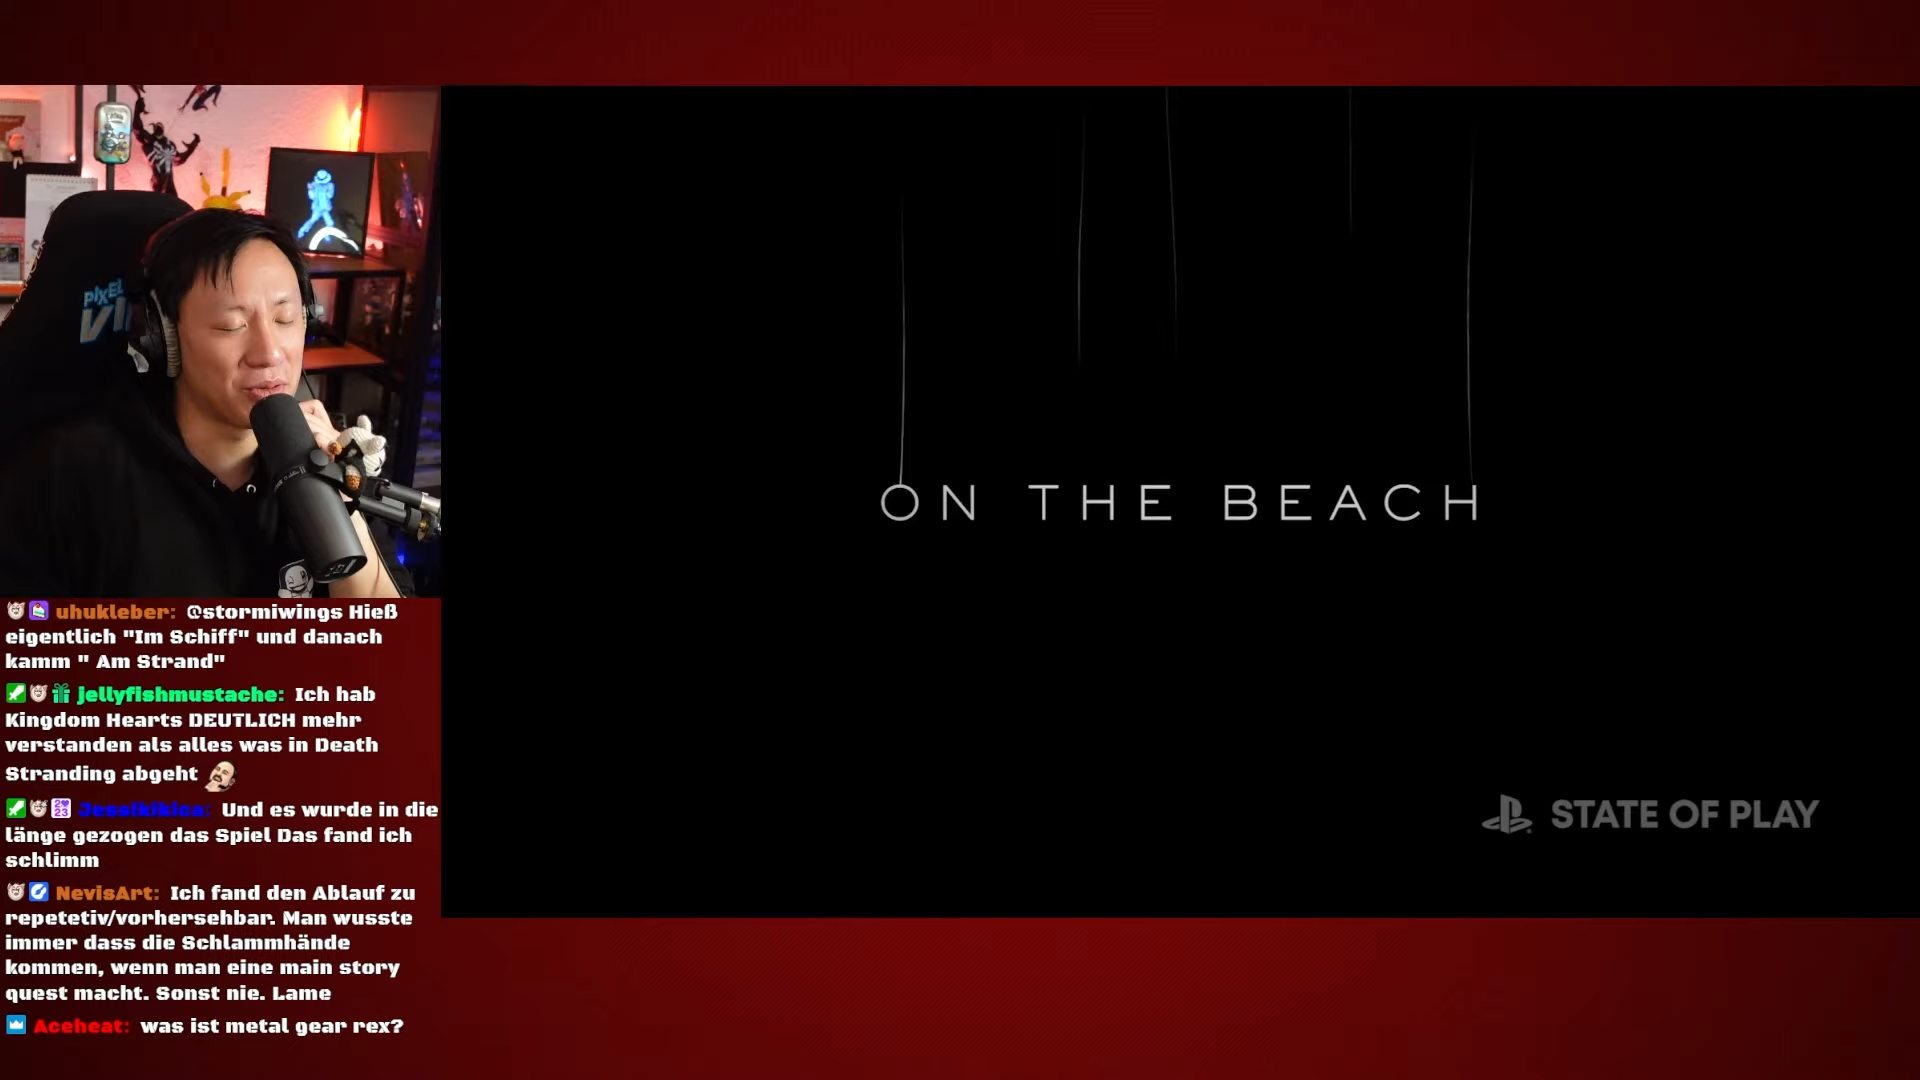 PIXEL
VI
ON THE BEACH
STATE OF PLAY
uhukleber: @stormiwings Hieß
eigentlich "Im Schiff" und danach
kamm " Am Strand"
jellyfishmustache: Ich hab
Kingdom Hearts DEUTLICH mehr
verstanden als alles was in Death
Stranding abgeht
Jessikikica: Und es wurde in die
länge gezogen das Spiel Das fand ich
schlimm
NevisArt: Ich fand den Ablauf zu
repetetiv/vorhersehbar. Man wusste
immer dass die Schlammhände
kommen, wenn man eine main story
quest macht. Sonst nie. Lame
Aceheat: was ist metal gear rex?